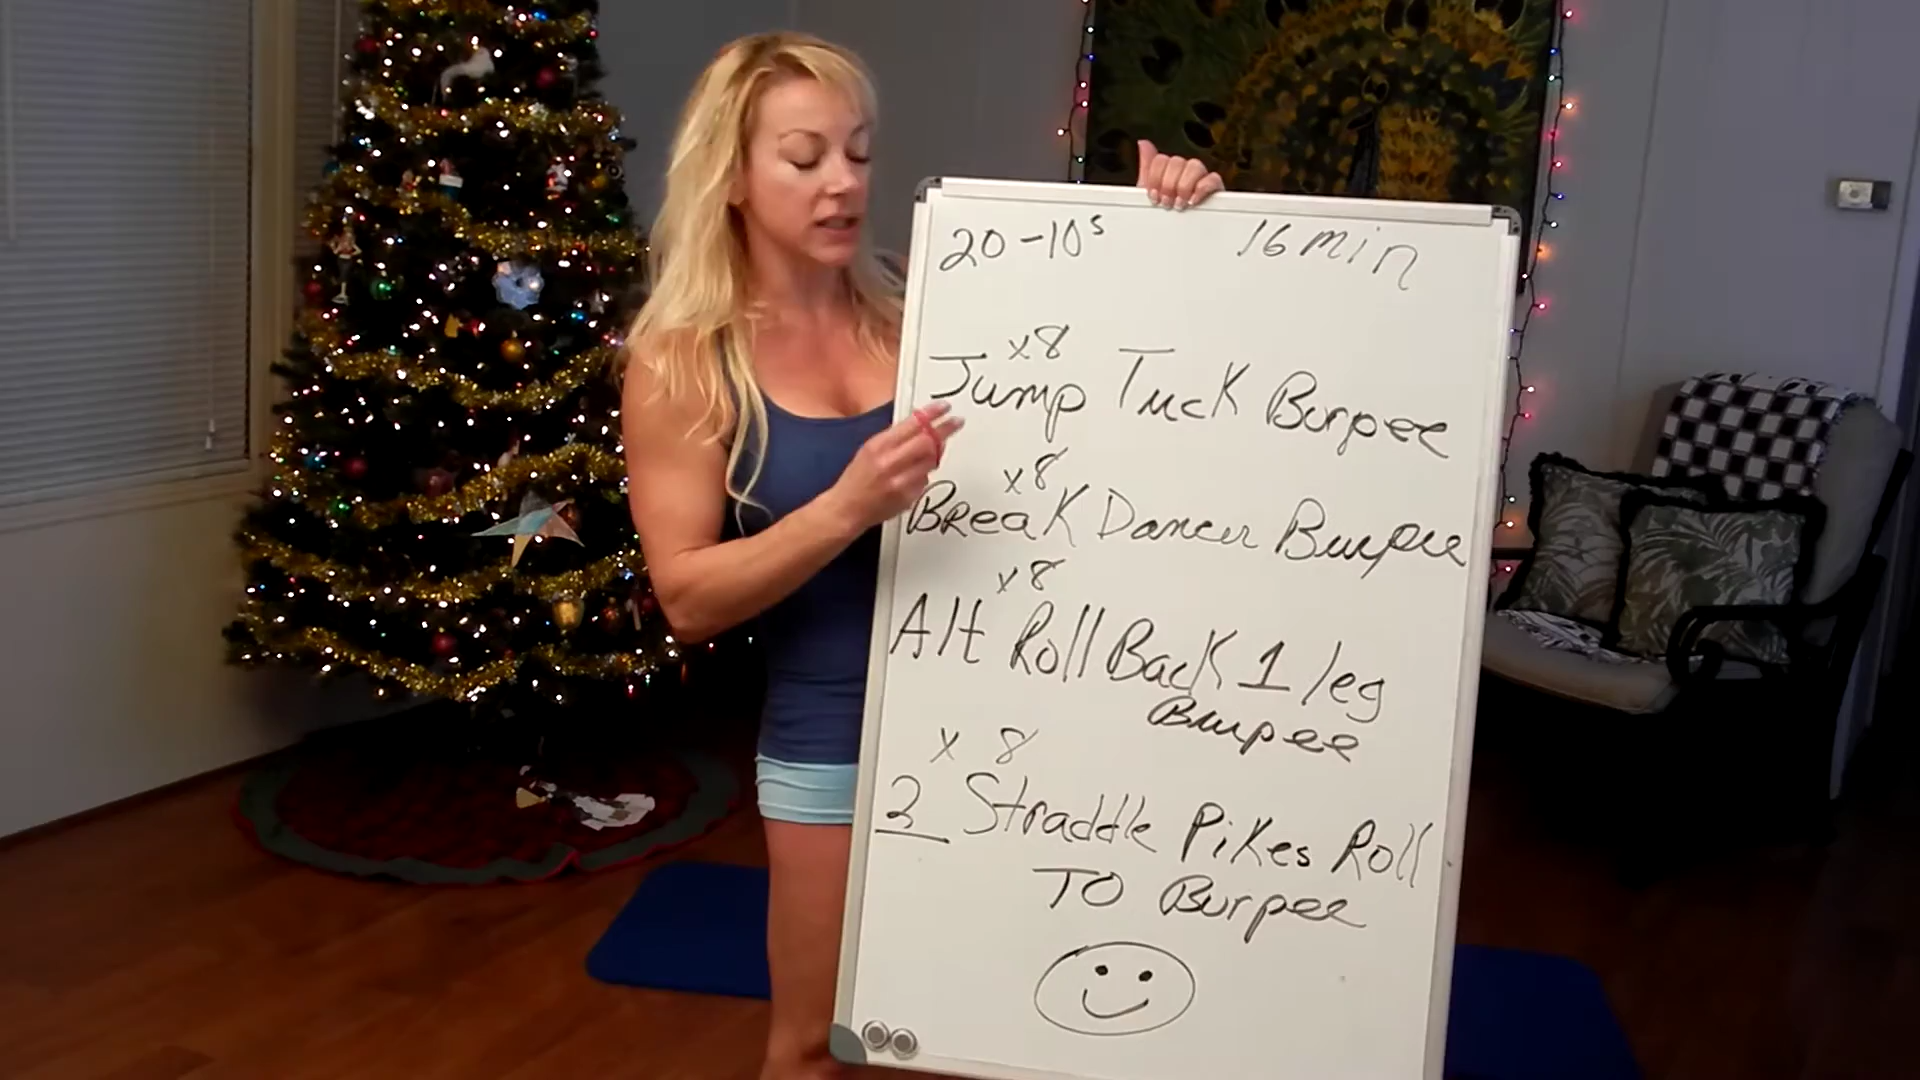 20-10s 16 min
x8
Jump Tuck Burpee
x8
Break Dancer Burpee
x8
Alt Roll Back 1 leg
Burpee
x 8
2 Straddle Pikes Roll
TO Burpee